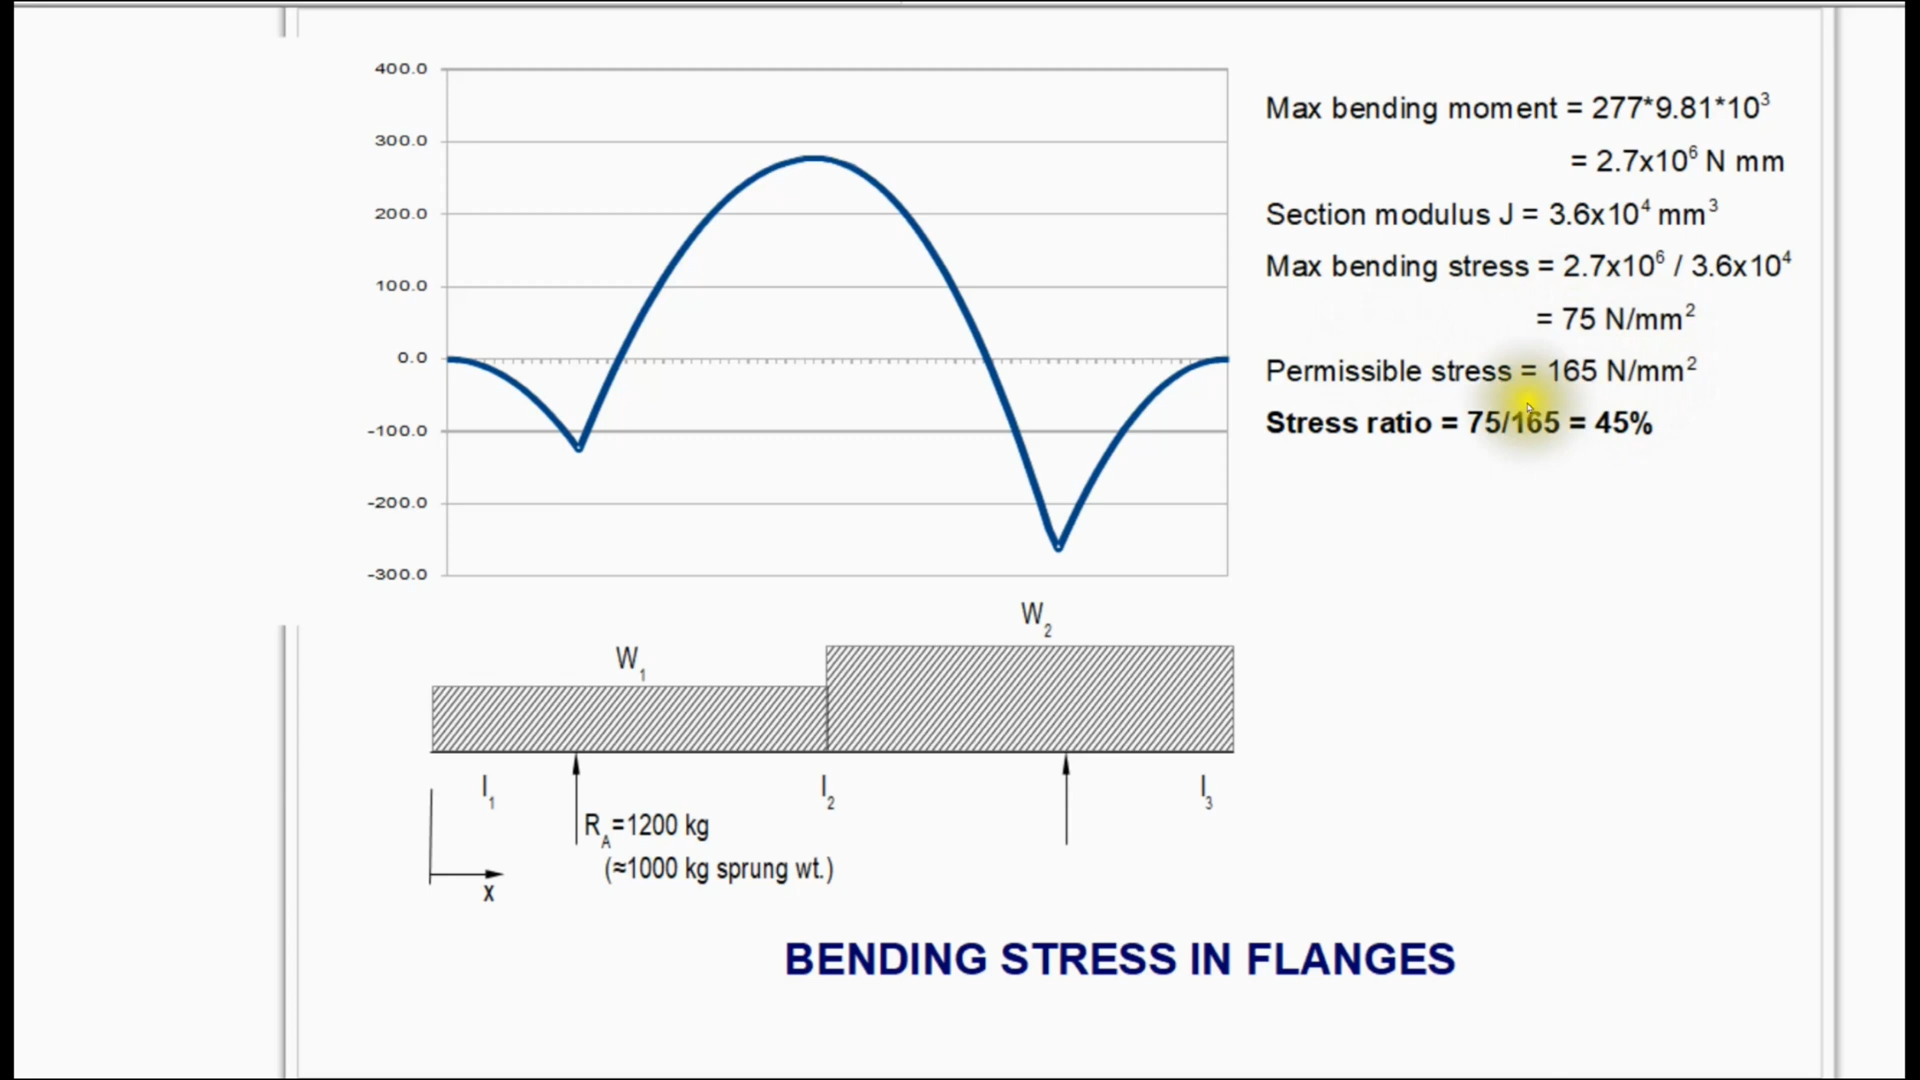 400.0
300.0
200.0
100.0
0.0
-100.0
-200.0
-300.0
Max bending moment = 277*9.81*10³
= 2.7x10⁶ N mm
Section modulus J = 3.6x10⁴ mm³
Max bending stress = 2.7x10⁶ / 3.6x10⁴
= 75 N/mm²
Permissible stress = 165 N/mm²
Stress ratio = 75/165 = 45%
W₂
W₁
l₁ l₂ l₃
R_A=1200 kg
(≈1000 kg sprung wt.)
x
BENDING STRESS IN FLANGES